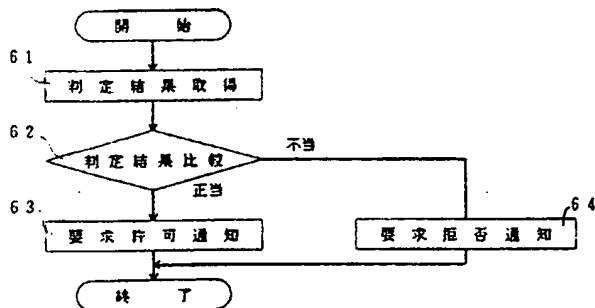 開始
61
判定結果取得
62
判定結果比較
不当
正当
63
要求許可通知
64
要求拒否通知
終了